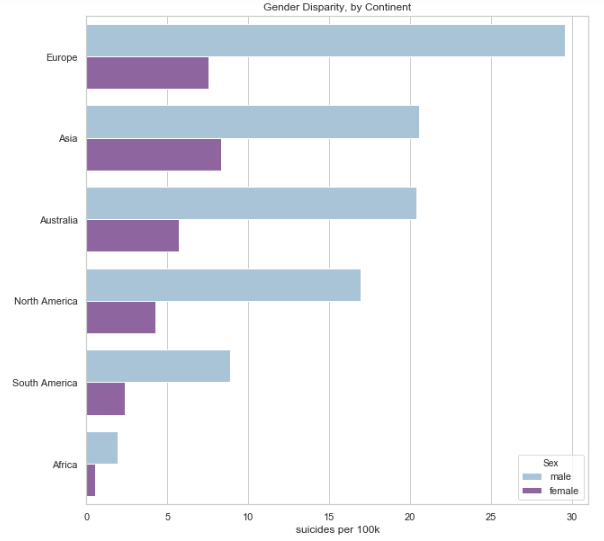 Gender Disparity, by Continent
Europe
Asia
Australia
North America
South America
Africa
Sex
male
female
0 5 10 15 20 25 30
suicides per 100k